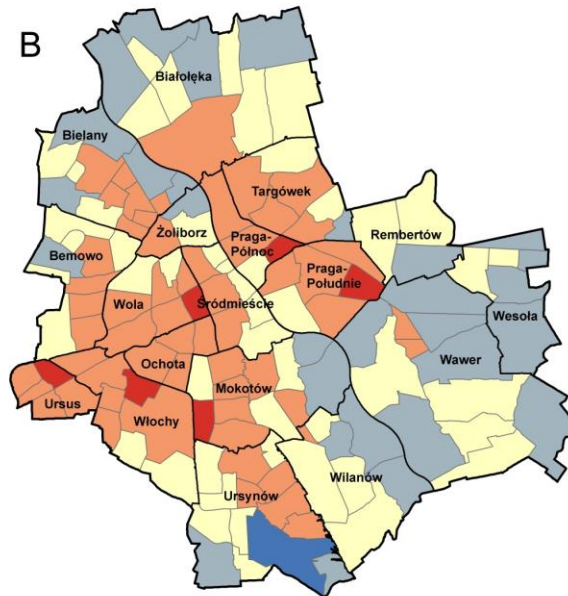 B
Białołęka
Bielany
Targówek
Żoliborz
Rembertów
Praga-
Północ
Bemowo
Praga-
Południe
Wola
Śródmieście
Wesoła
Wawer
Ochota
Mokotów
Ursus
Włochy
Wilanów
Ursynów